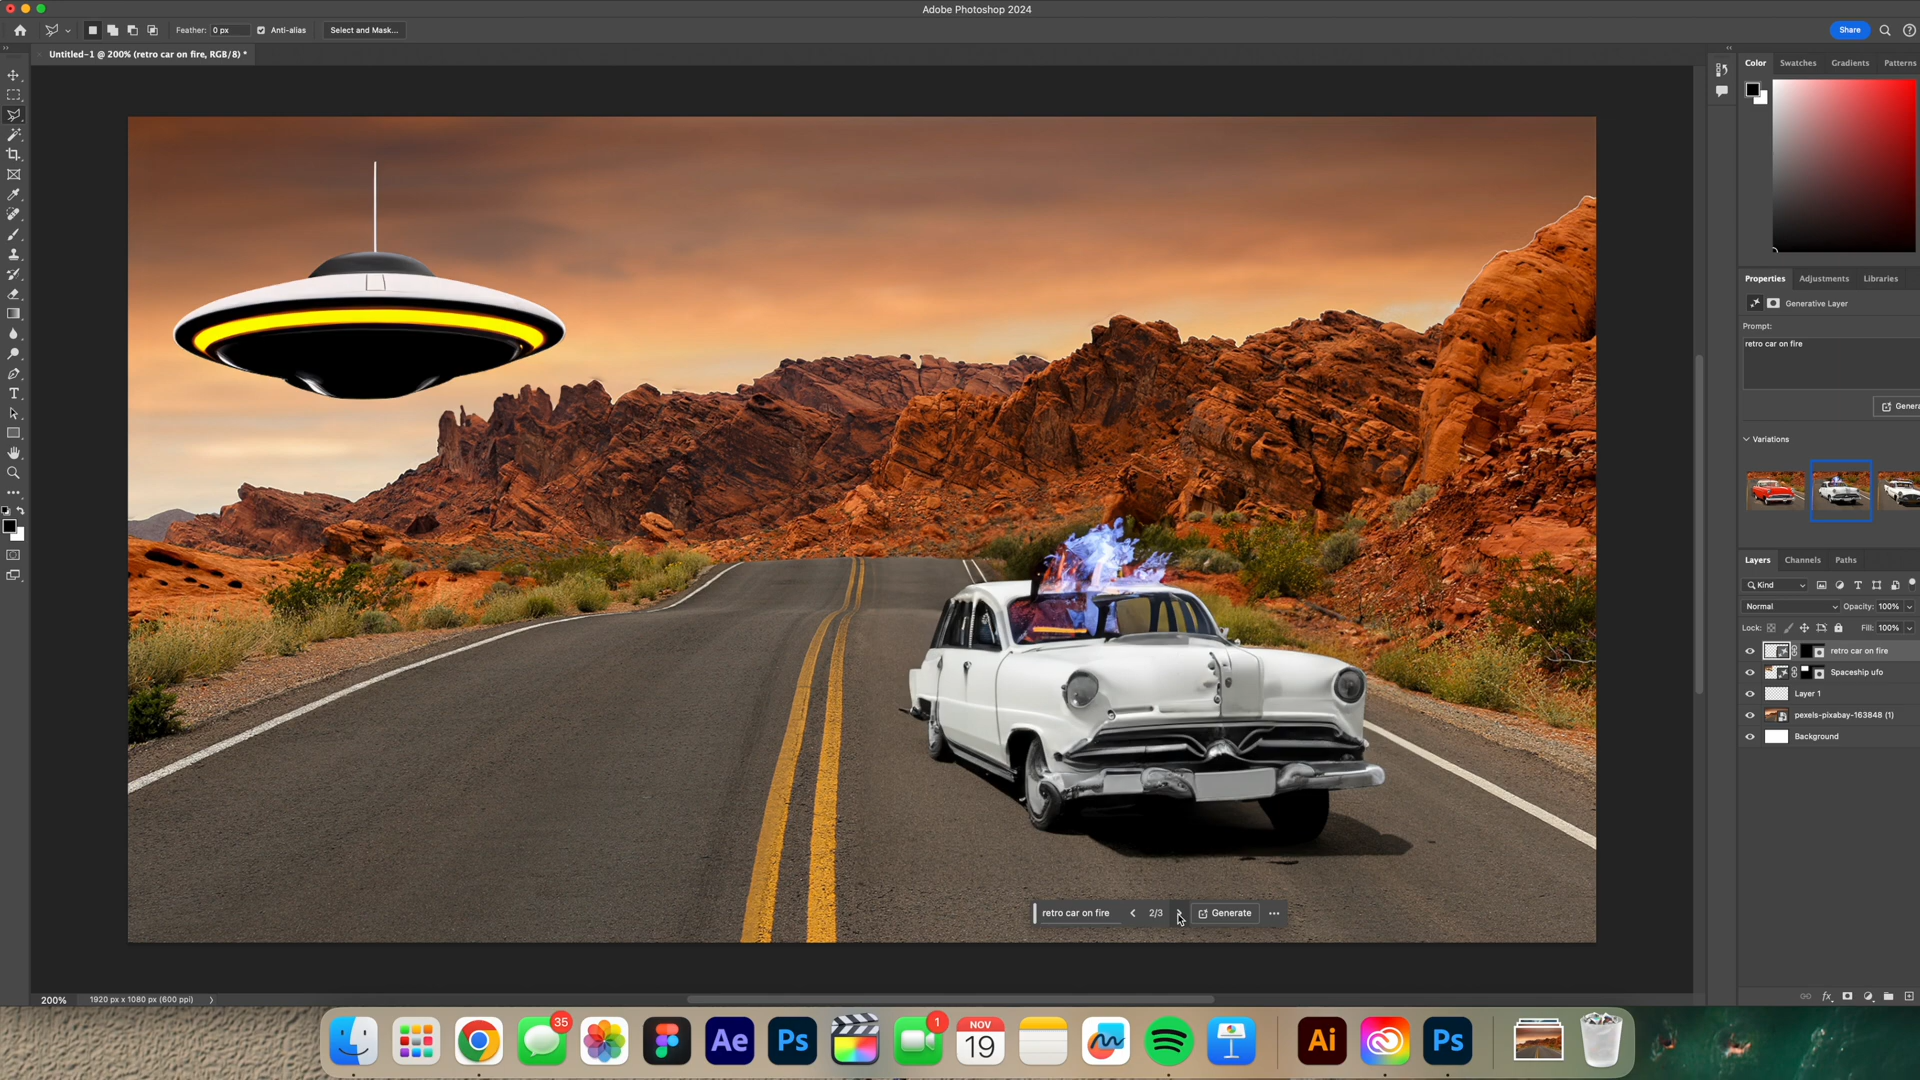 Adobe Photoshop 2024
Feather: 0 px Anti-alias Select and Mask... Share
Untitled-1 @ 200% (retro car on fire, RGB/8) *
Color Swatches Gradients Patterns
Properties Adjustments Libraries
Generative Layer
Prompt:
retro car on fire
Genera
Variations
Layers Channels Paths
Kind
Normal Opacity: 100%
Lock: Fill: 100%
retro car on fire
Spaceship ufo
Layer 1
pexels-pixabay-163848 (1)
Background
retro car on fire 2/3 Generate ...
200% 1920 px x 1080 px (600 ppi)
35
Ae
Ps
1
NOV
19
Ai
Ps